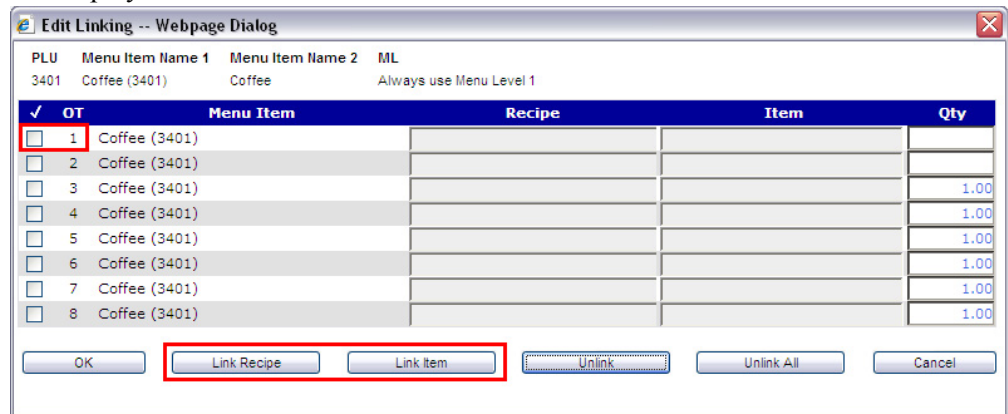 Edit Linking -- Webpage Dialog
PLU Menu Item Name 1 Menu Item Name 2 ML
3401 Coffee (3401) Coffee Always use Menu Level 1
✓ OT Menu Item Recipe Item Qty
1 Coffee (3401)
2 Coffee (3401)
3 Coffee (3401) 1.00
4 Coffee (3401) 1.00
5 Coffee (3401) 1.00
6 Coffee (3401) 1.00
7 Coffee (3401) 1.00
8 Coffee (3401) 1.00
OK Link Recipe Link Item Unlink Unlink All Cancel